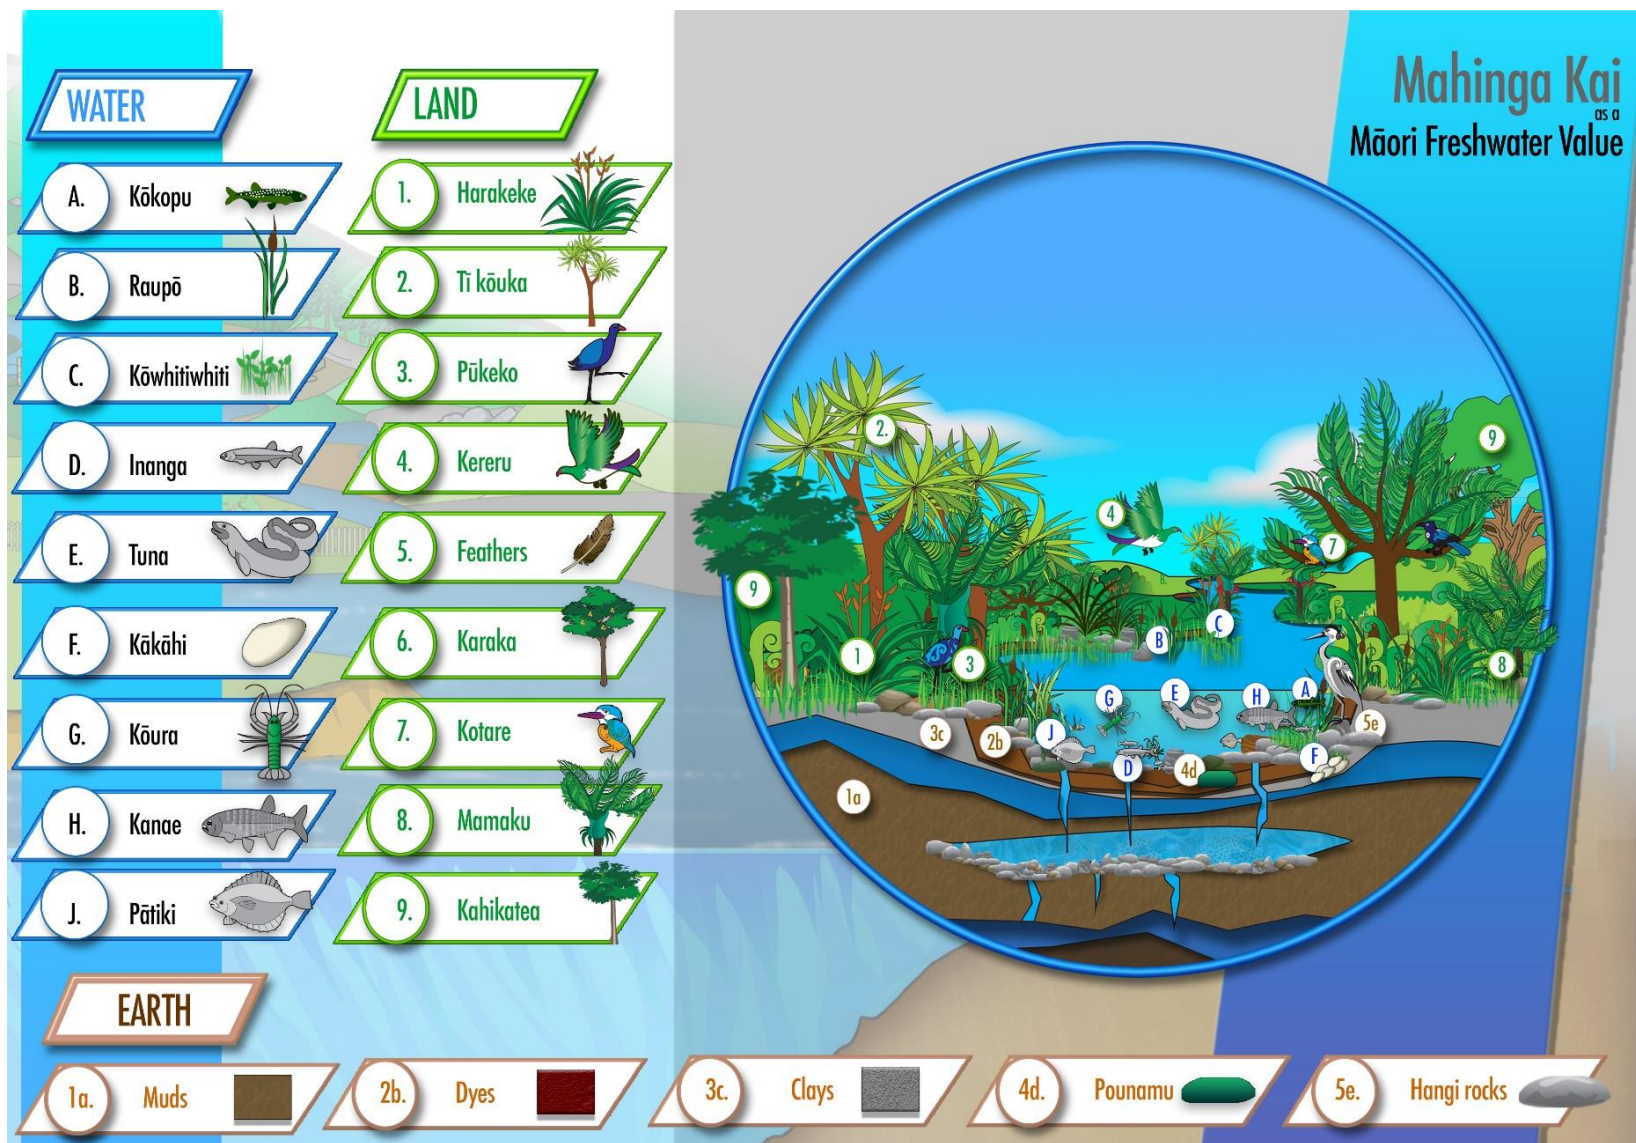 Mahinga Kai
as a
Māori Freshwater Value
WATER
A. Kōkopu
B. Raupō
C. Kōwhitiwhiti
D. Inanga
E. Tuna
F. Kākāhi
G. Kōura
H. Kanae
J. Pātiki
LAND
1. Harakeke
2. Tī kōuka
3. Pūkeko
4. Kereru
5. Feathers
6. Karaka
7. Kotare
8. Mamaku
9. Kahikatea
2.
9
4
7
9
C
B
1
3
8
A
E
H
G
5e
3c
2b
J
F
D
4d
1a
EARTH
1a. Muds
2b. Dyes
3c. Clays
4d. Pounamu
5e. Hangi rocks